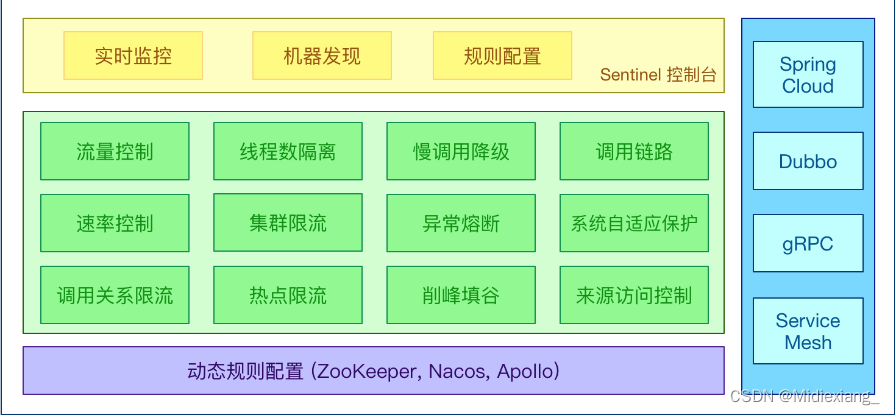 实时监控
机器发现
规则配置
Sentinel 控制台
流量控制
线程数隔离
慢调用降级
调用链路
速率控制
集群限流
异常熔断
系统自适应保护
调用关系限流
热点限流
削峰填谷
来源访问控制
动态规则配置 (ZooKeeper, Nacos, Apollo)
Spring
Cloud
Dubbo
gRPC
Service
Mesh
CSDN @Midiexiang_